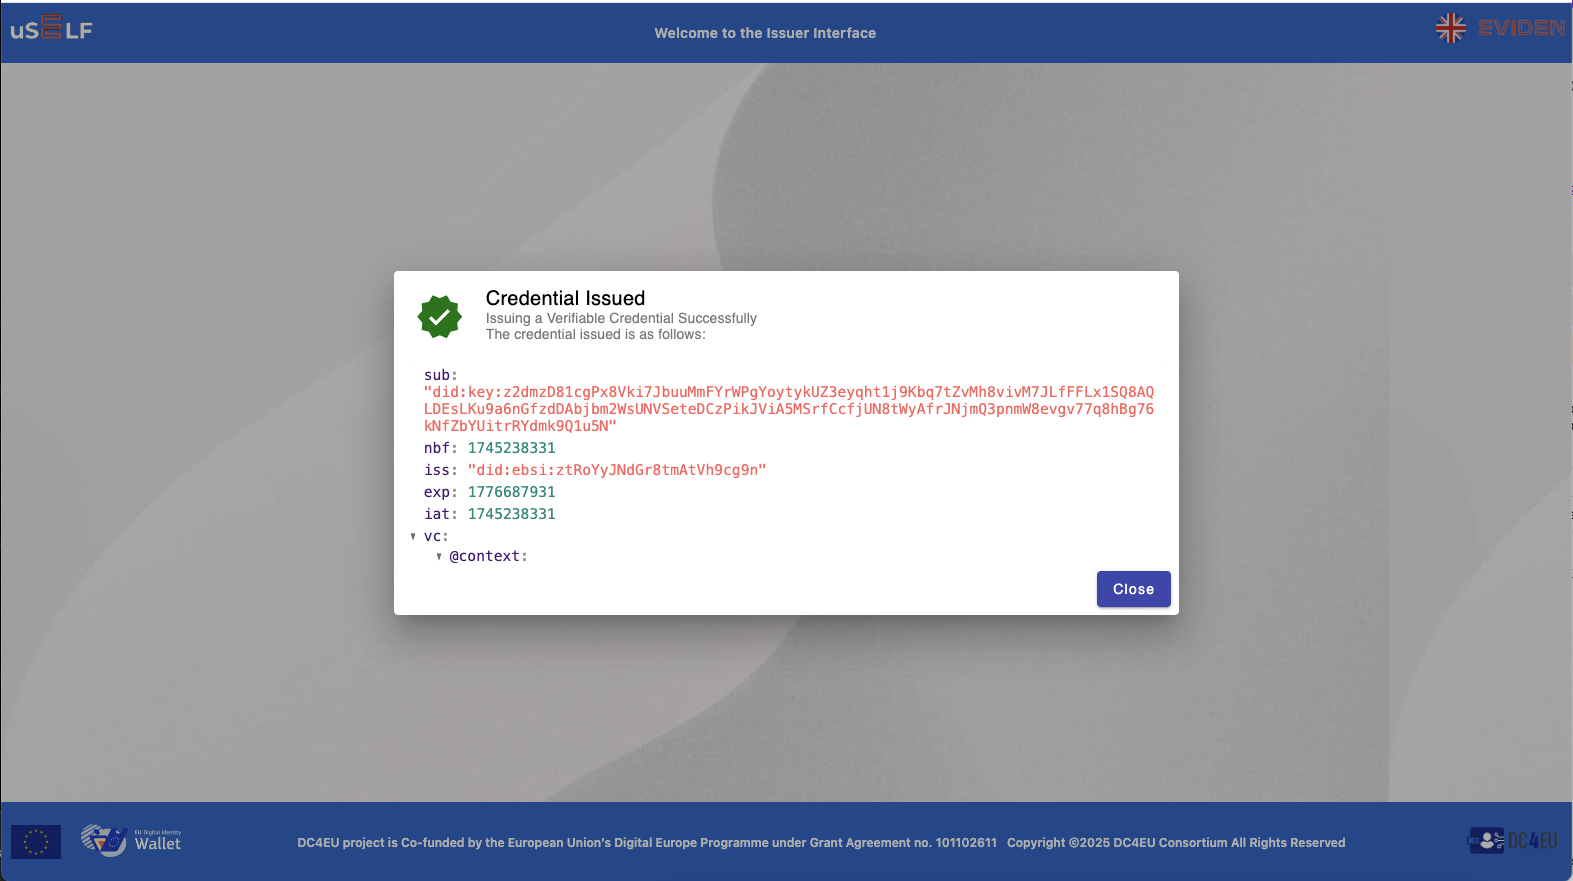 uSELF
Welcome to the Issuer Interface
EVIDEN
Credential Issued
Issuing a Verifiable Credential Successfully
The credential issued is as follows:
sub:
"did:key:z2dmzD81cgPx8Vki7JbuuMmFYrWPgYoytykUZ3eyqht1j9Kbq7tZvMh8vivM7JLfFFLx1SQ8AQ
LDEsLKu9a6nGfzdDAbjbm2WsUNVSeteDCzPikJViA5MSrfCcfjUN8tWyAfrJNjmQ3pnmW8evgv77q8hBg76
kNfZbYUitrRYdmk9Q1u5N"
nbf: 1745238331
iss: "did:ebsi:ztRoYyJNdGr8tmAtVh9cg9n"
exp: 1776687931
iat: 1745238331
vc:
@context:
Close
EU Digital Identity
Wallet
DC4EU project is Co-funded by the European Union’s Digital Europe Programme under Grant Agreement no. 101102611 Copyright ©2025 DC4EU Consortium All Rights Reserved
DC4EU